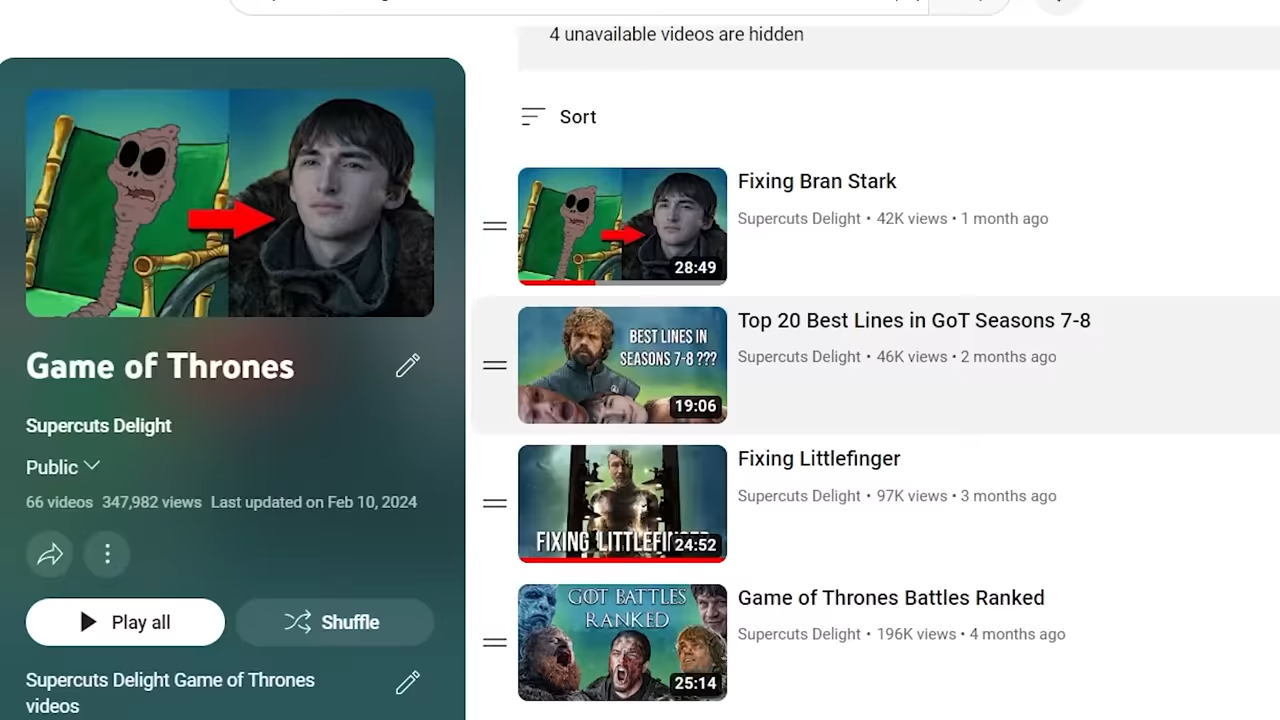 4 unavailable videos are hidden
Sort
Game of Thrones
Supercuts Delight
Public
66 videos 347,982 views Last updated on Feb 10, 2024
Play all
Shuffle
Supercuts Delight Game of Thrones
videos
28:49
Fixing Bran Stark
Supercuts Delight • 42K views • 1 month ago
BEST LINES IN
SEASONS 7-8 ???
19:06
Top 20 Best Lines in GoT Seasons 7-8
Supercuts Delight • 46K views • 2 months ago
FIXING LITTLEFINGER
24:52
Fixing Littlefinger
Supercuts Delight • 97K views • 3 months ago
GOT BATTLES
RANKED
25:14
Game of Thrones Battles Ranked
Supercuts Delight • 196K views • 4 months ago